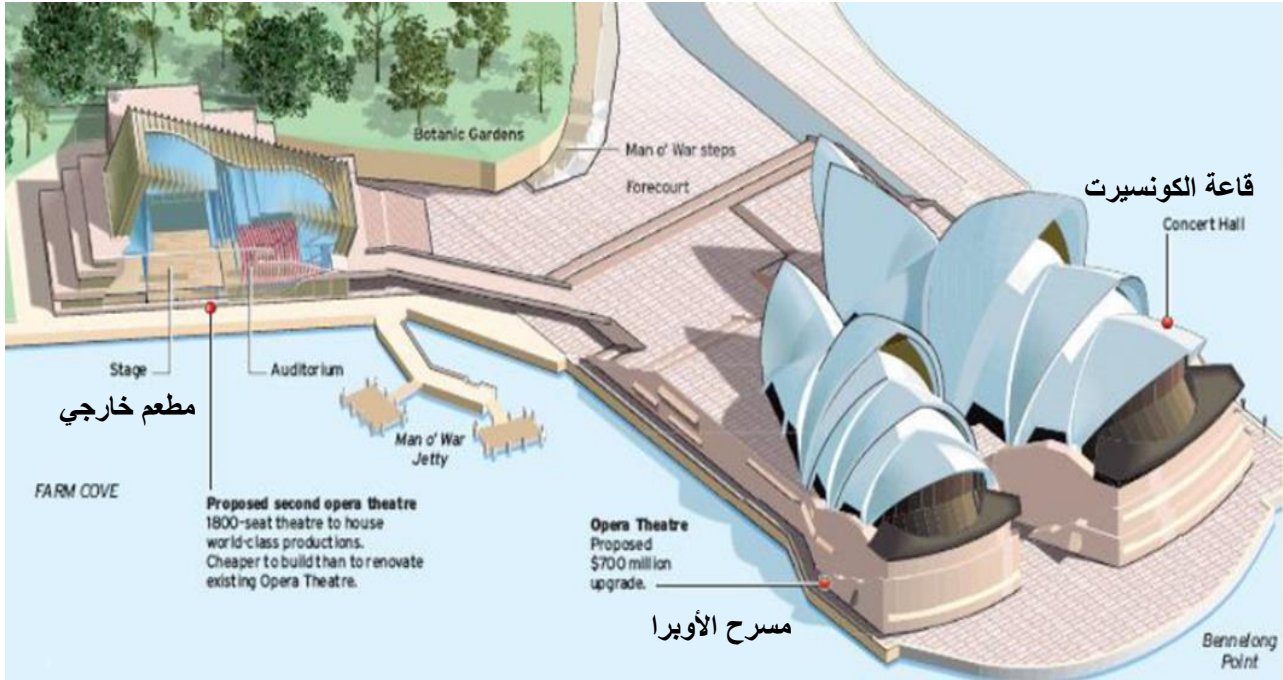 Botanic Gardens
Man o' War steps
Forecourt
قاعة الكونسيرت
Concert Hall
Stage
Auditorium
مطعم خارجي
Man o' War
Jetty
FARM COVE
Proposed second opera theatre
1800-seat theatre to house
world-class productions.
Cheaper to build than to renovate
existing Opera Theatre.
Opera Theatre
Proposed
$700 million
upgrade.
مسرح الأوبرا
Bennelong
Point